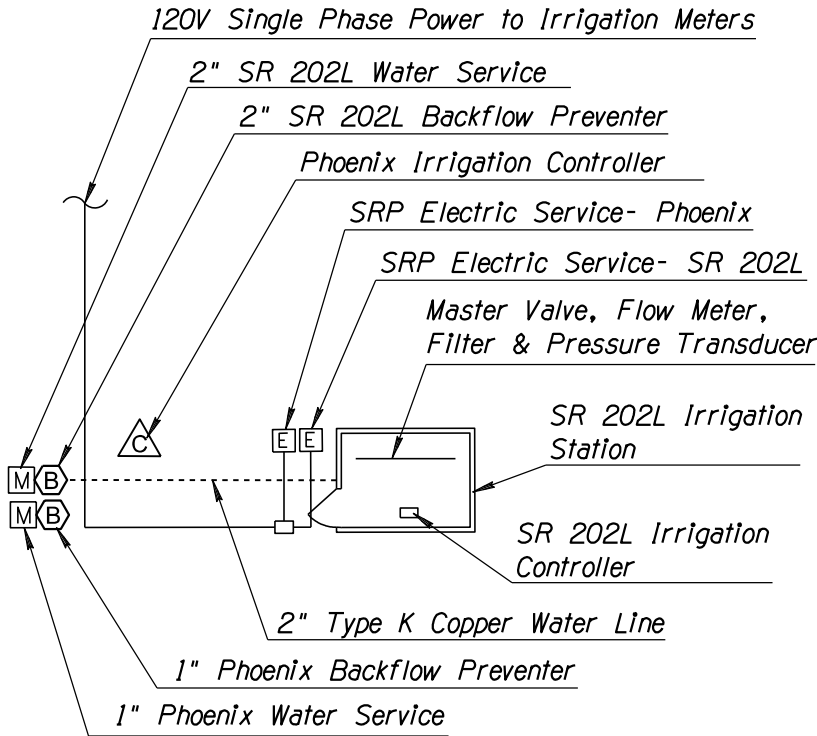 120V Single Phase Power to Irrigation Meters
2" SR 202L Water Service
2" SR 202L Backflow Preventer
Phoenix Irrigation Controller
SRP Electric Service- Phoenix
SRP Electric Service- SR 202L
Master Valve, Flow Meter,
Filter & Pressure Transducer
SR 202L Irrigation
Station
C
E E
M B
M B
SR 202L Irrigation
Controller
2" Type K Copper Water Line
1" Phoenix Backflow Preventer
1" Phoenix Water Service